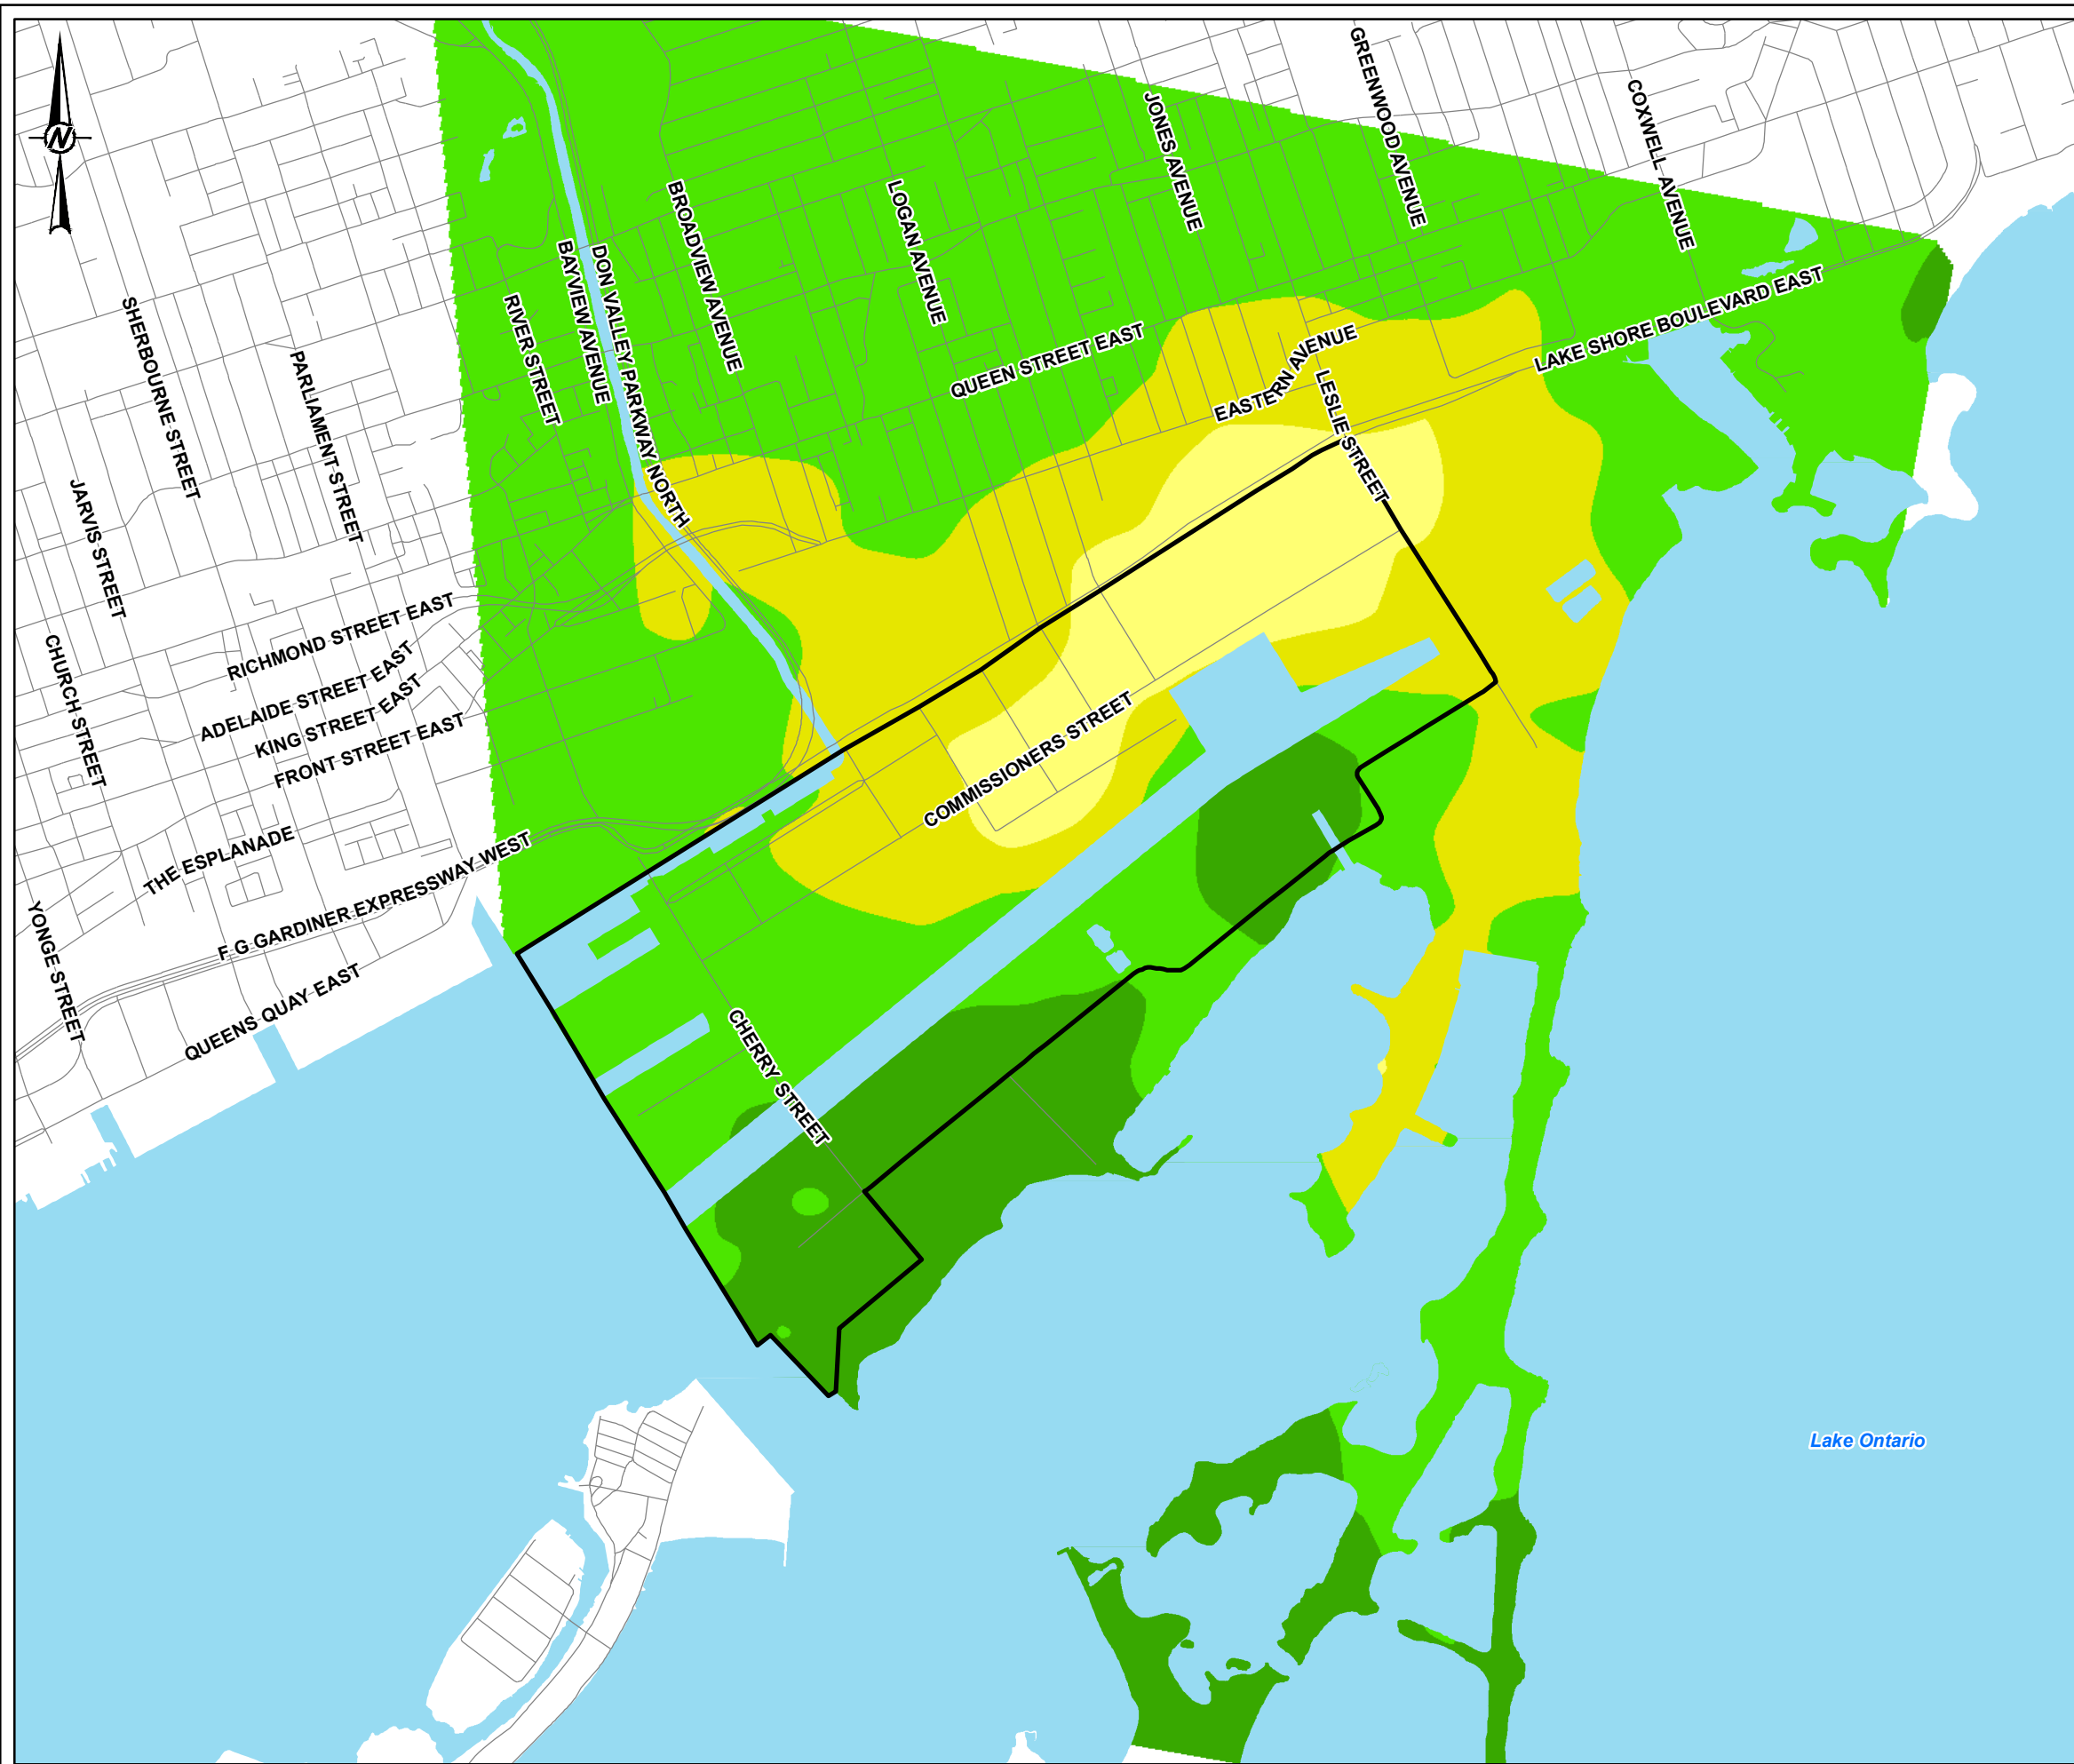 N
GREENWOOD AVENUE
COXWELL AVENUE
JONES AVENUE
BROADVIEW AVENUE
LOGAN AVENUE
DON VALLEY PARKWAY NORTH
BAYVIEW AVENUE
RIVER STREET
SHERBOURNE STREET
PARLIAMENT STREET
QUEEN STREET EAST
EASTERN AVENUE
LAKE SHORE BOULEVARD EAST
LESLIE STREET
JARVIS STREET
CHURCH STREET
RICHMOND STREET EAST
ADELAIDE STREET EAST
KING STREET EAST
FRONT STREET EAST
COMMISSIONERS STREET
THE ESPLANADE
F G GARDINER EXPRESSWAY WEST
YONGE STREET
QUEENS QUAY EAST
CHERRY STREET
Lake Ontario